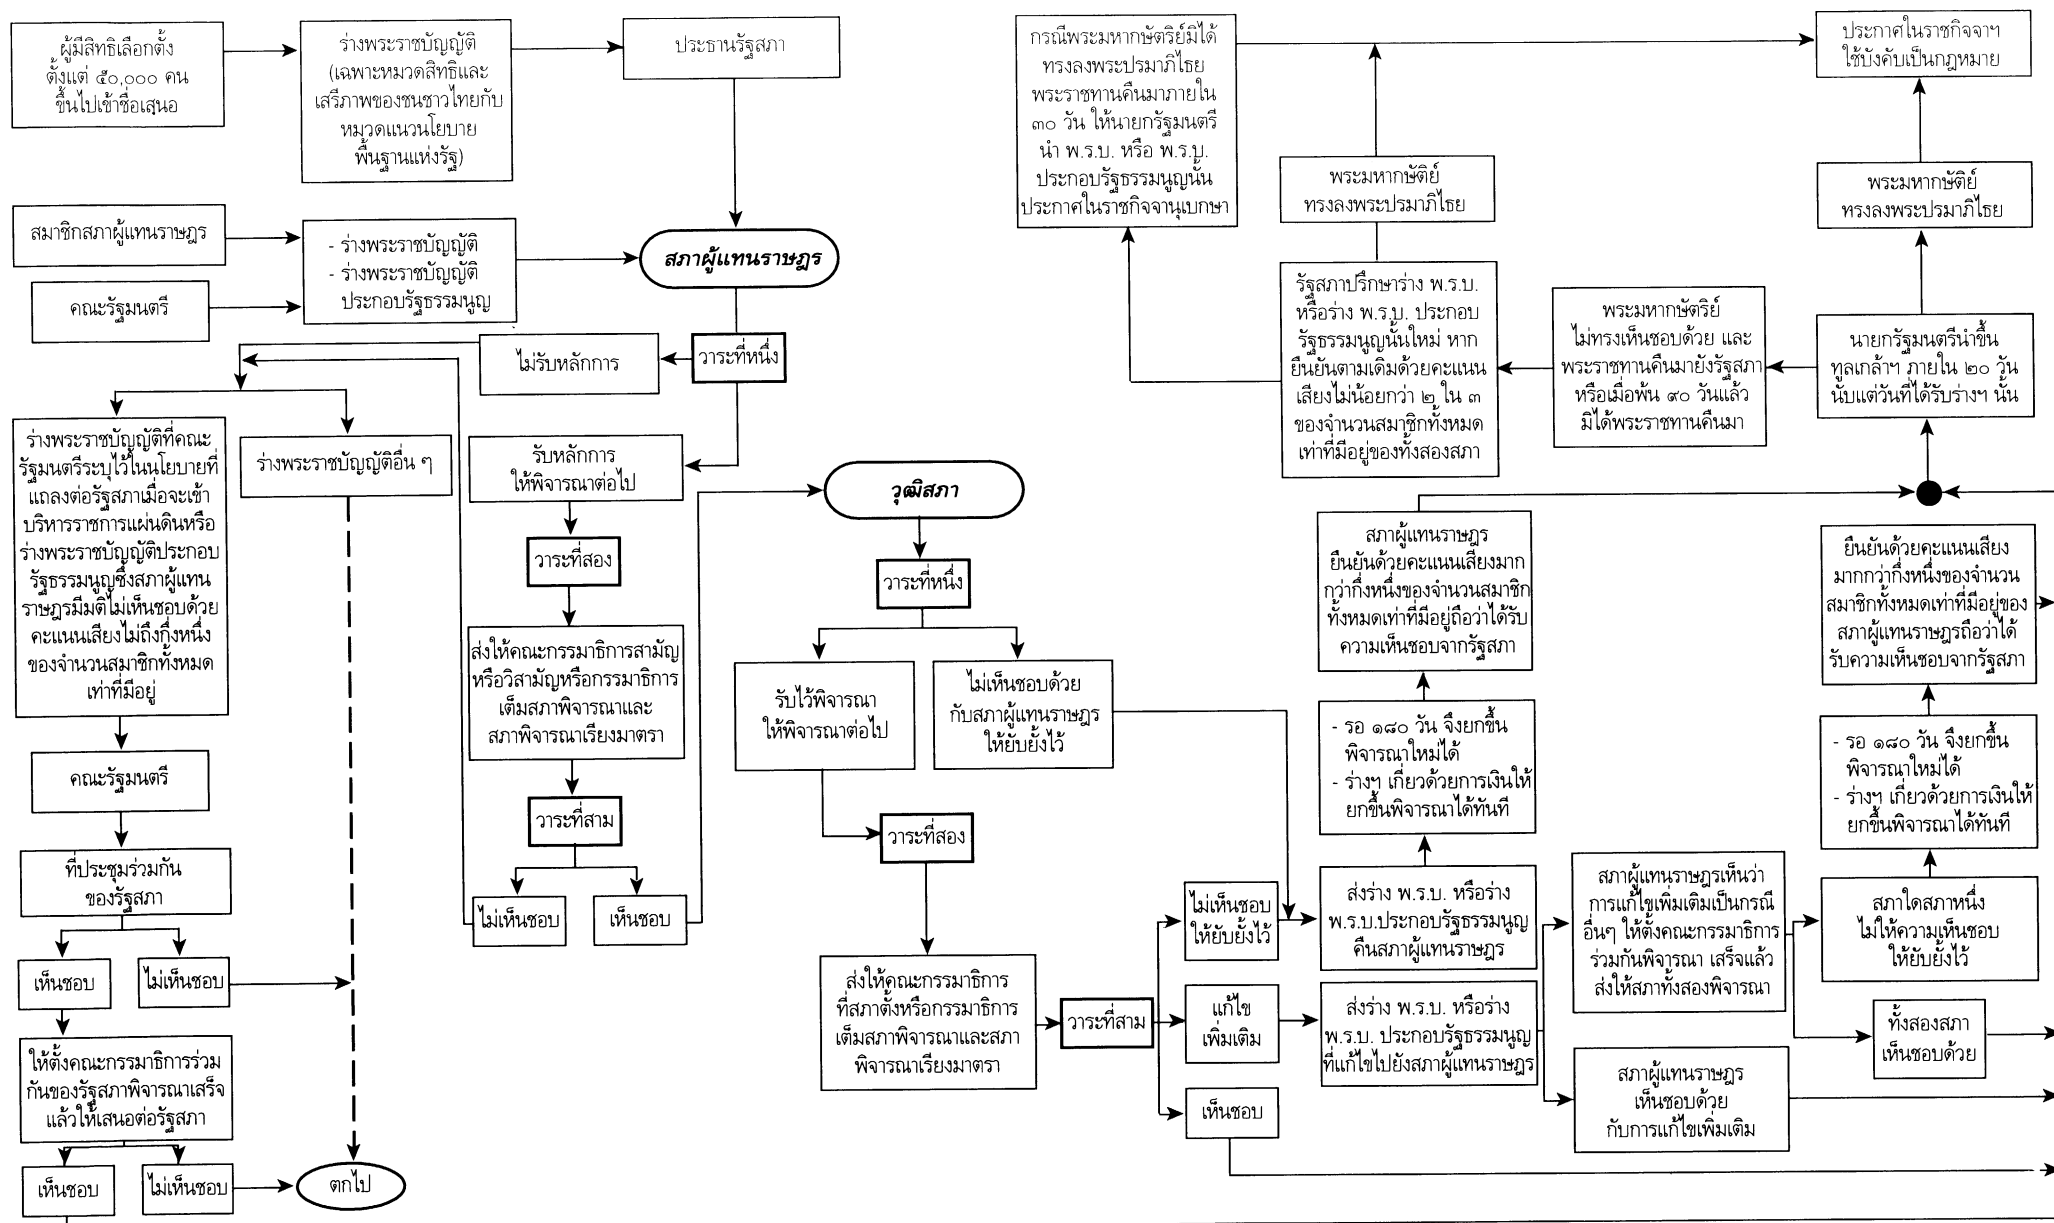 ผู้มีสิทธิเลือกตั้ง
ตั้งแต่ ๕๐,๐๐๐ คน
ขึ้นไปเข้าชื่อเสนอ
ร่างพระราชบัญญัติ
(เฉพาะหมวดสิทธิและ
เสรีภาพของชนชาวไทยกับ
หมวดแนวนโยบาย
พื้นฐานแห่งรัฐ)
ประธานรัฐสภา
สมาชิกสภาผู้แทนราษฎร
คณะรัฐมนตรี
- ร่างพระราชบัญญัติ
- ร่างพระราชบัญญัติ
ประกอบรัฐธรรมนูญ
สภาผู้แทนราษฎร
วาระที่หนึ่ง
ไม่รับหลักการ
ร่างพระราชบัญญัติที่คณะ
รัฐมนตรีระบุไว้ในนโยบายที่
แถลงต่อรัฐสภาเมื่อจะเข้า
บริหารราชการแผ่นดินหรือ
ร่างพระราชบัญญัติประกอบ
รัฐธรรมนูญซึ่งสภาผู้แทน
ราษฎรมีมติไม่เห็นชอบด้วย
คะแนนเสียงไม่ถึงกึ่งหนึ่ง
ของจำนวนสมาชิกทั้งหมด
เท่าที่มีอยู่
ร่างพระราชบัญญัติอื่น ๆ
คณะรัฐมนตรี
ที่ประชุมร่วมกัน
ของรัฐสภา
เห็นชอบ
ไม่เห็นชอบ
ให้ตั้งคณะกรรมาธิการร่วม
กันของรัฐสภาพิจารณาเสร็จ
แล้วให้เสนอต่อรัฐสภา
เห็นชอบ
ไม่เห็นชอบ
ตกไป
รับหลักการ
ให้พิจารณาต่อไป
วาระที่สอง
ส่งให้คณะกรรมาธิการสามัญ
หรือวิสามัญหรือกรรมาธิการ
เต็มสภาพิจารณาและ
สภาพิจารณาเรียงมาตรา
วาระที่สาม
ไม่เห็นชอบ
เห็นชอบ
วุฒิสภา
วาระที่หนึ่ง
รับไว้พิจารณา
ให้พิจารณาต่อไป
ไม่เห็นชอบด้วย
กับสภาผู้แทนราษฎร
ให้ยับยั้งไว้
วาระที่สอง
ส่งให้คณะกรรมาธิการ
ที่สภาตั้งหรือกรรมาธิการ
เต็มสภาพิจารณาและสภา
พิจารณาเรียงมาตรา
วาระที่สาม
ไม่เห็นชอบ
ให้ยับยั้งไว้
แก้ไข
เพิ่มเติม
เห็นชอบ
ส่งร่าง พ.ร.บ. หรือร่าง
พ.ร.บ.ประกอบรัฐธรรมนูญ
คืนสภาผู้แทนราษฎร
ส่งร่าง พ.ร.บ. หรือร่าง
พ.ร.บ. ประกอบรัฐธรรมนูญ
ที่แก้ไขไปยังสภาผู้แทนราษฎร
- รอ ๑๘๐ วัน จึงยกขึ้น
พิจารณาใหม่ได้
- ร่างฯ เกี่ยวด้วยการเงินให้
ยกขึ้นพิจารณาได้ทันที
สภาผู้แทนราษฎร
ยืนยันด้วยคะแนนเสียงมาก
กว่ากึ่งหนึ่งของจำนวนสมาชิก
ทั้งหมดเท่าที่มีอยู่ถือว่าได้รับ
ความเห็นชอบจากรัฐสภา
สภาผู้แทนราษฎรเห็นว่า
การแก้ไขเพิ่มเติมเป็นกรณี
อื่นๆ ให้ตั้งคณะกรรมาธิการ
ร่วมกันพิจารณา เสร็จแล้ว
ส่งให้สภาทั้งสองพิจารณา
สภาผู้แทนราษฎร
เห็นชอบด้วย
กับการแก้ไขเพิ่มเติม
สภาใดสภาหนึ่ง
ไม่ให้ความเห็นชอบ
ให้ยับยั้งไว้
ทั้งสองสภา
เห็นชอบด้วย
- รอ ๑๘๐ วัน จึงยกขึ้น
พิจารณาใหม่ได้
- ร่างฯ เกี่ยวด้วยการเงินให้
ยกขึ้นพิจารณาได้ทันที
ยืนยันด้วยคะแนนเสียง
มากกว่ากึ่งหนึ่งของจำนวน
สมาชิกทั้งหมดเท่าที่มีอยู่ของ
สภาผู้แทนราษฎรถือว่าได้
รับความเห็นชอบจากรัฐสภา
นายกรัฐมนตรีนำขึ้น
ทูลเกล้าฯ ภายใน ๒๐ วัน
นับแต่วันที่ได้รับร่างฯ นั้น
พระมหากษัติย์
ทรงลงพระปรมาภิไธย
ประกาศในราชกิจจาฯ
ใช้บังคับเป็นกฎหมาย
พระมหากษัตริย์
ไม่ทรงเห็นชอบด้วย และ
พระราชทานคืนมายังรัฐสภา
หรือเมื่อพ้น ๙๐ วันแล้ว
มิได้พระราชทานคืนมา
รัฐสภาปรึกษาร่าง พ.ร.บ.
หรือร่าง พ.ร.บ. ประกอบ
รัฐธรรมนูญนั้นใหม่ หาก
ยืนยันตามเดิมด้วยคะแนน
เสียงไม่น้อยกว่า ๒ ใน ๓
ของจำนวนสมาชิกทั้งหมด
เท่าที่มีอยู่ของทั้งสองสภา
พระมหากษัติย์
ทรงลงพระปรมาภิไธย
กรณีพระมหากษัตริย์มิได้
ทรงลงพระปรมาภิไธย
พระราชทานคืนมาภายใน
๓๐ วัน ให้นายกรัฐมนตรี
นำ พ.ร.บ. หรือ พ.ร.บ.
ประกอบรัฐธรรมนูญนั้น
ประกาศในราชกิจจานุเบกษา